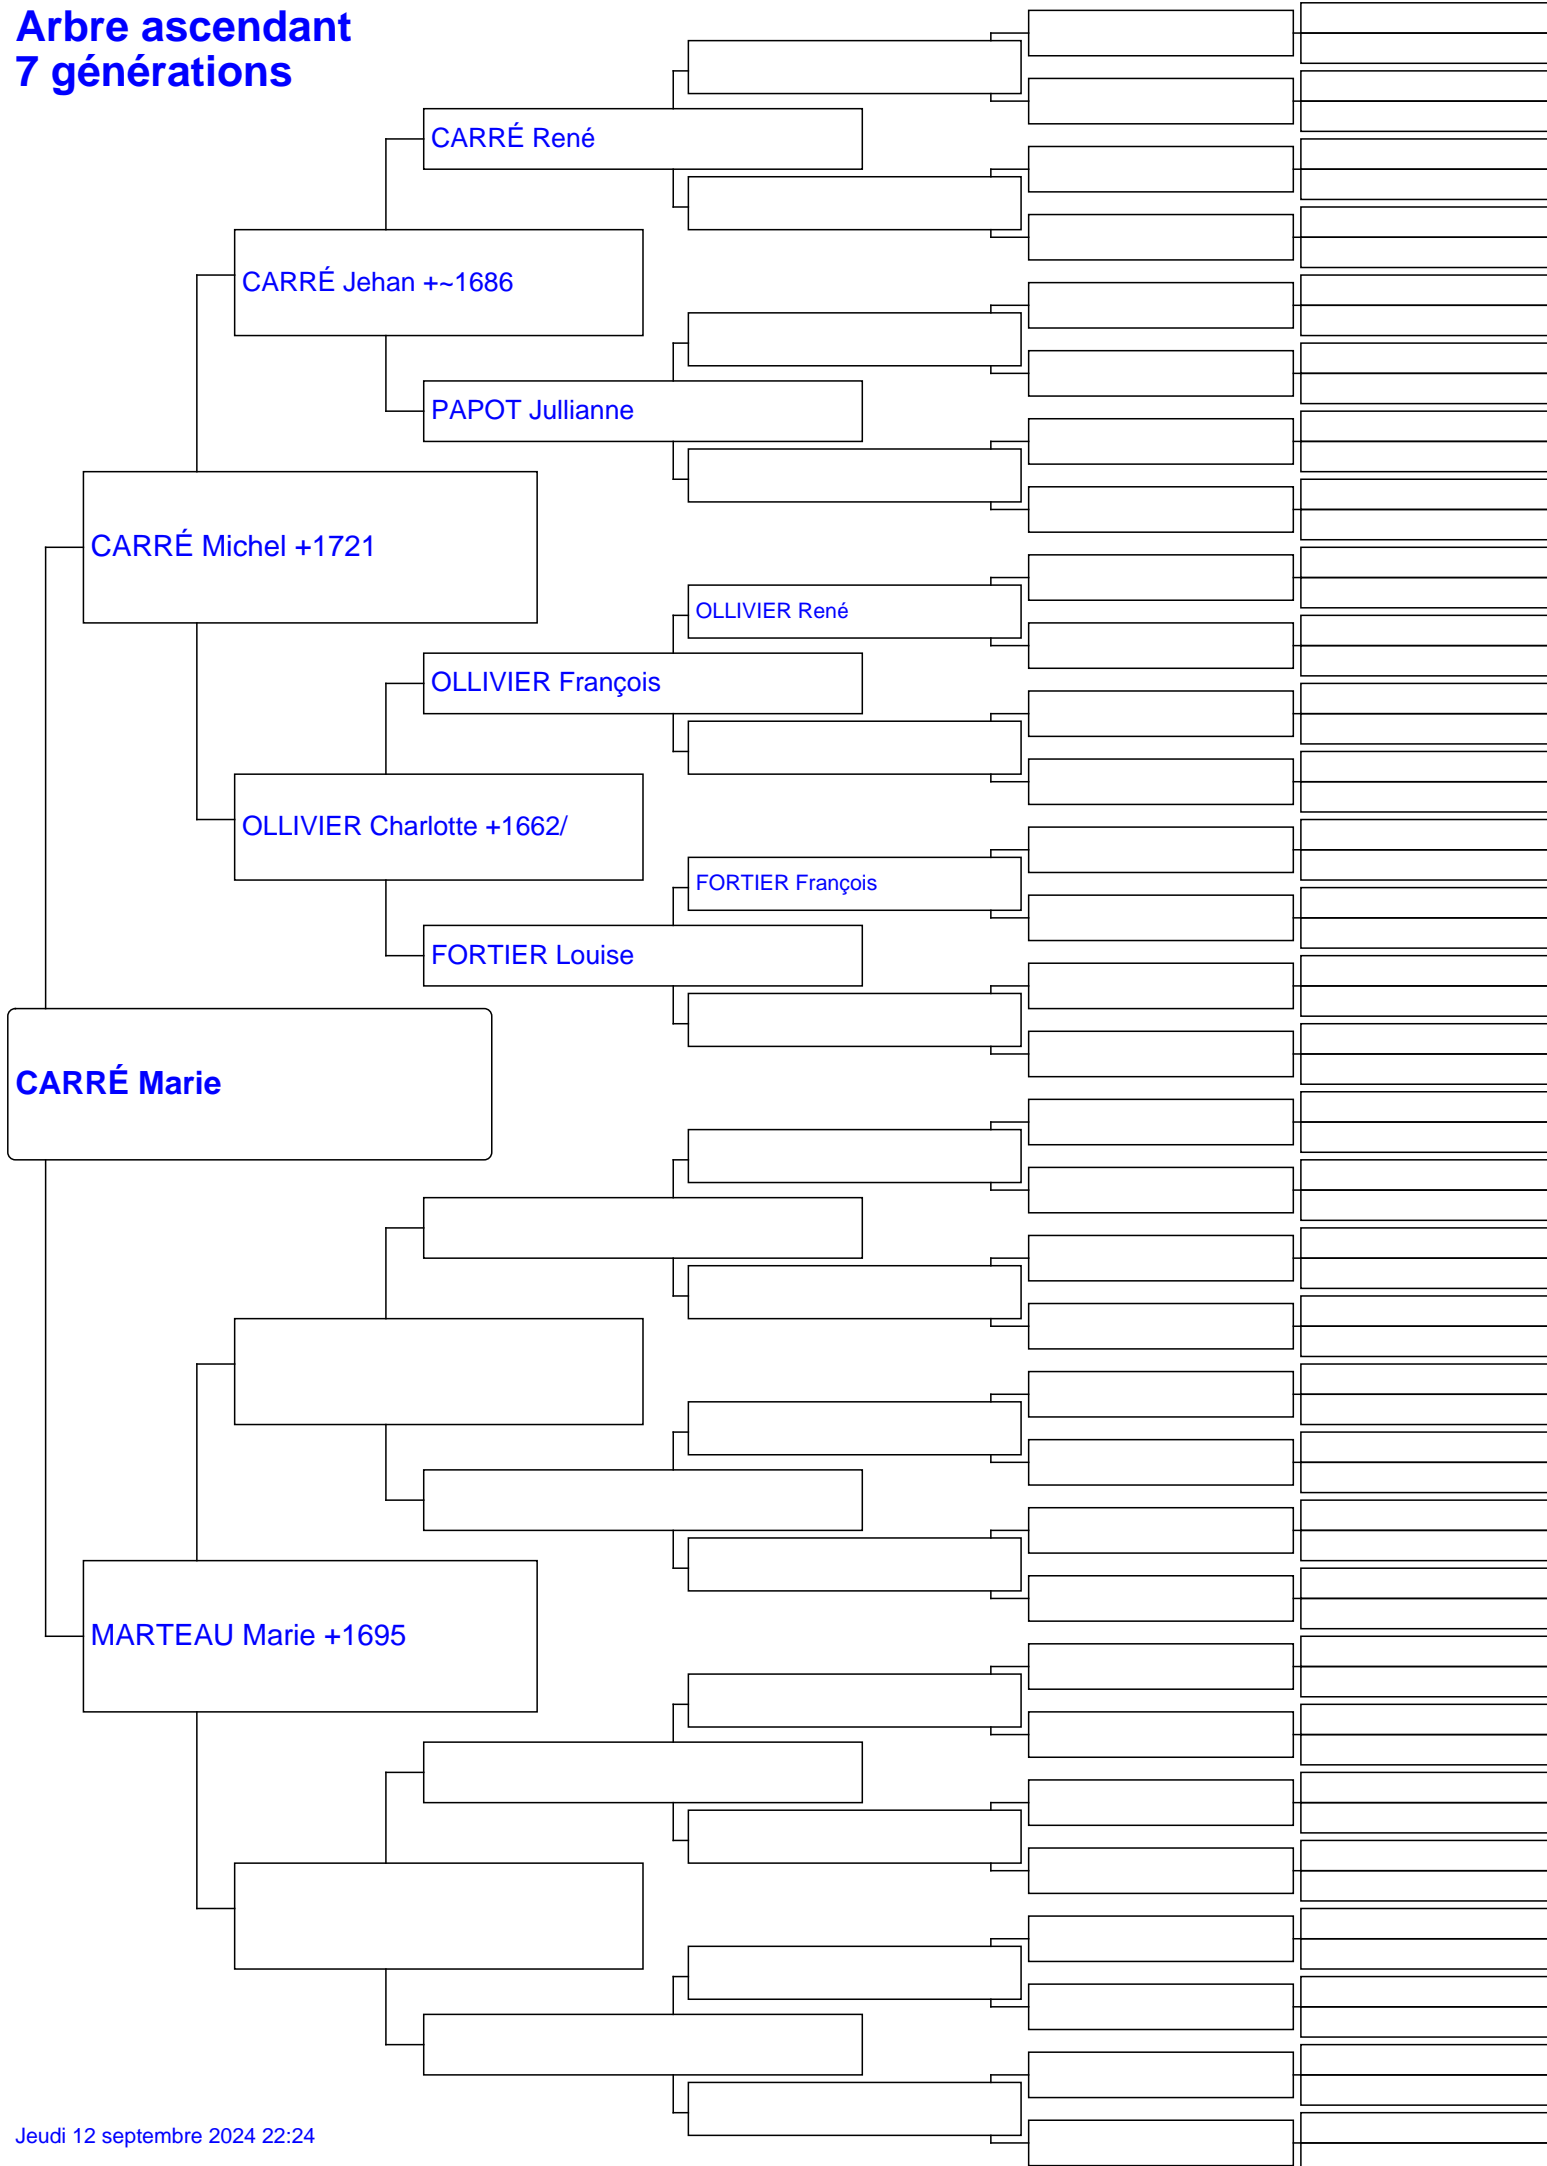 Arbre ascendant
7 générations
CARRÉ René
CARRÉ Jehan +~1686
PAPOT Jullianne
CARRÉ Michel +1721
OLLIVIER René
OLLIVIER François
OLLIVIER Charlotte +1662/
FORTIER François
FORTIER Louise
CARRÉ Marie
MARTEAU Marie +1695
Jeudi 12 septembre 2024 22:24